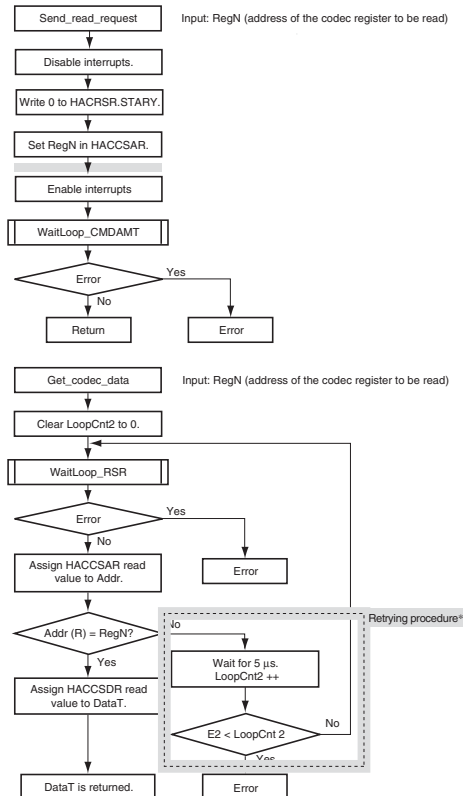 Send_read_request
Input: RegN (address of the codec register to be read)
Disable interrupts.
Write 0 to HACRSR.STARY.
Set RegN in HACCSAR.
Enable interrupts
WaitLoop_CMDAMT
Error
Yes
No
Return
Error
Get_codec_data
Input: RegN (address of the codec register to be read)
Clear LoopCnt2 to 0.
WaitLoop_RSR
Error
Yes
No
Assign HACCSAR read
value to Addr.
Error
Addr (R) = RegN?
No
Retrying procedure*
Yes
Wait for 5 μs.
LoopCnt2 ++
Assign HACCSDR read
value to DataT.
E2 < LoopCnt 2
No
Yes
DataT is returned.
Error